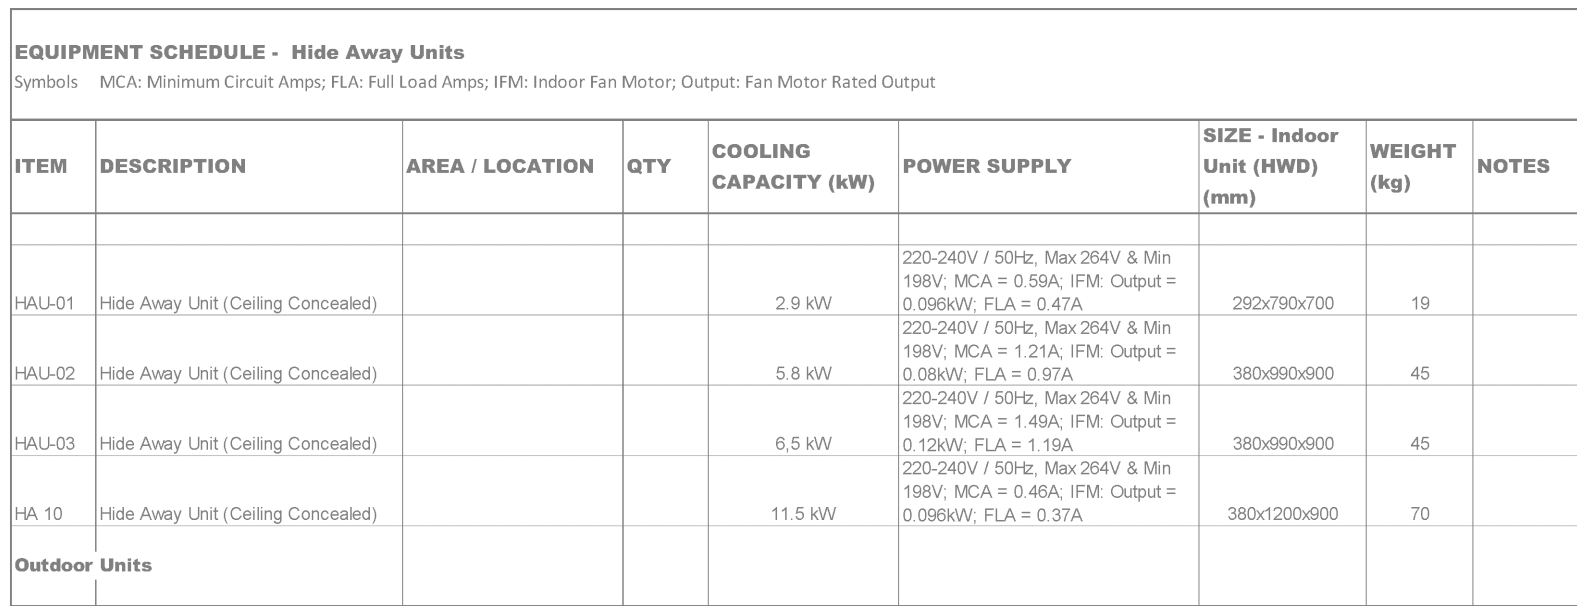 EQUIPMENT SCHEDULE - Hide Away Units
Symbols MCA: Minimum Circuit Amps; FLA: Full Load Amps; IFM: Indoor Fan Motor; Output: Fan Motor Rated Output
ITEM DESCRIPTION AREA / LOCATION QTY COOLING CAPACITY (kW) POWER SUPPLY SIZE - Indoor Unit (HWD) (mm) WEIGHT (kg) NOTES
220-240V / 50Hz, Max 264V & Min
198V; MCA = 0.59A; IFM: Output =
HAU-01 Hide Away Unit (Ceiling Concealed) 2.9 kW 0.096kW; FLA = 0.47A 292x790x700 19
220-240V / 50Hz, Max 264V & Min
198V; MCA = 1.21A; IFM: Output =
HAU-02 Hide Away Unit (Ceiling Concealed) 5.8 kW 0.08kW; FLA = 0.97A 380x990x900 45
220-240V / 50Hz, Max 264V & Min
198V; MCA = 1.49A; IFM: Output =
HAU-03 Hide Away Unit (Ceiling Concealed) 6,5 kW 0.12kW; FLA = 1.19A 380x990x900 45
220-240V / 50Hz, Max 264V & Min
198V; MCA = 0.46A; IFM: Output =
HA 10 Hide Away Unit (Ceiling Concealed) 11.5 kW 0.096kW; FLA = 0.37A 380x1200x900 70
Outdoor Units